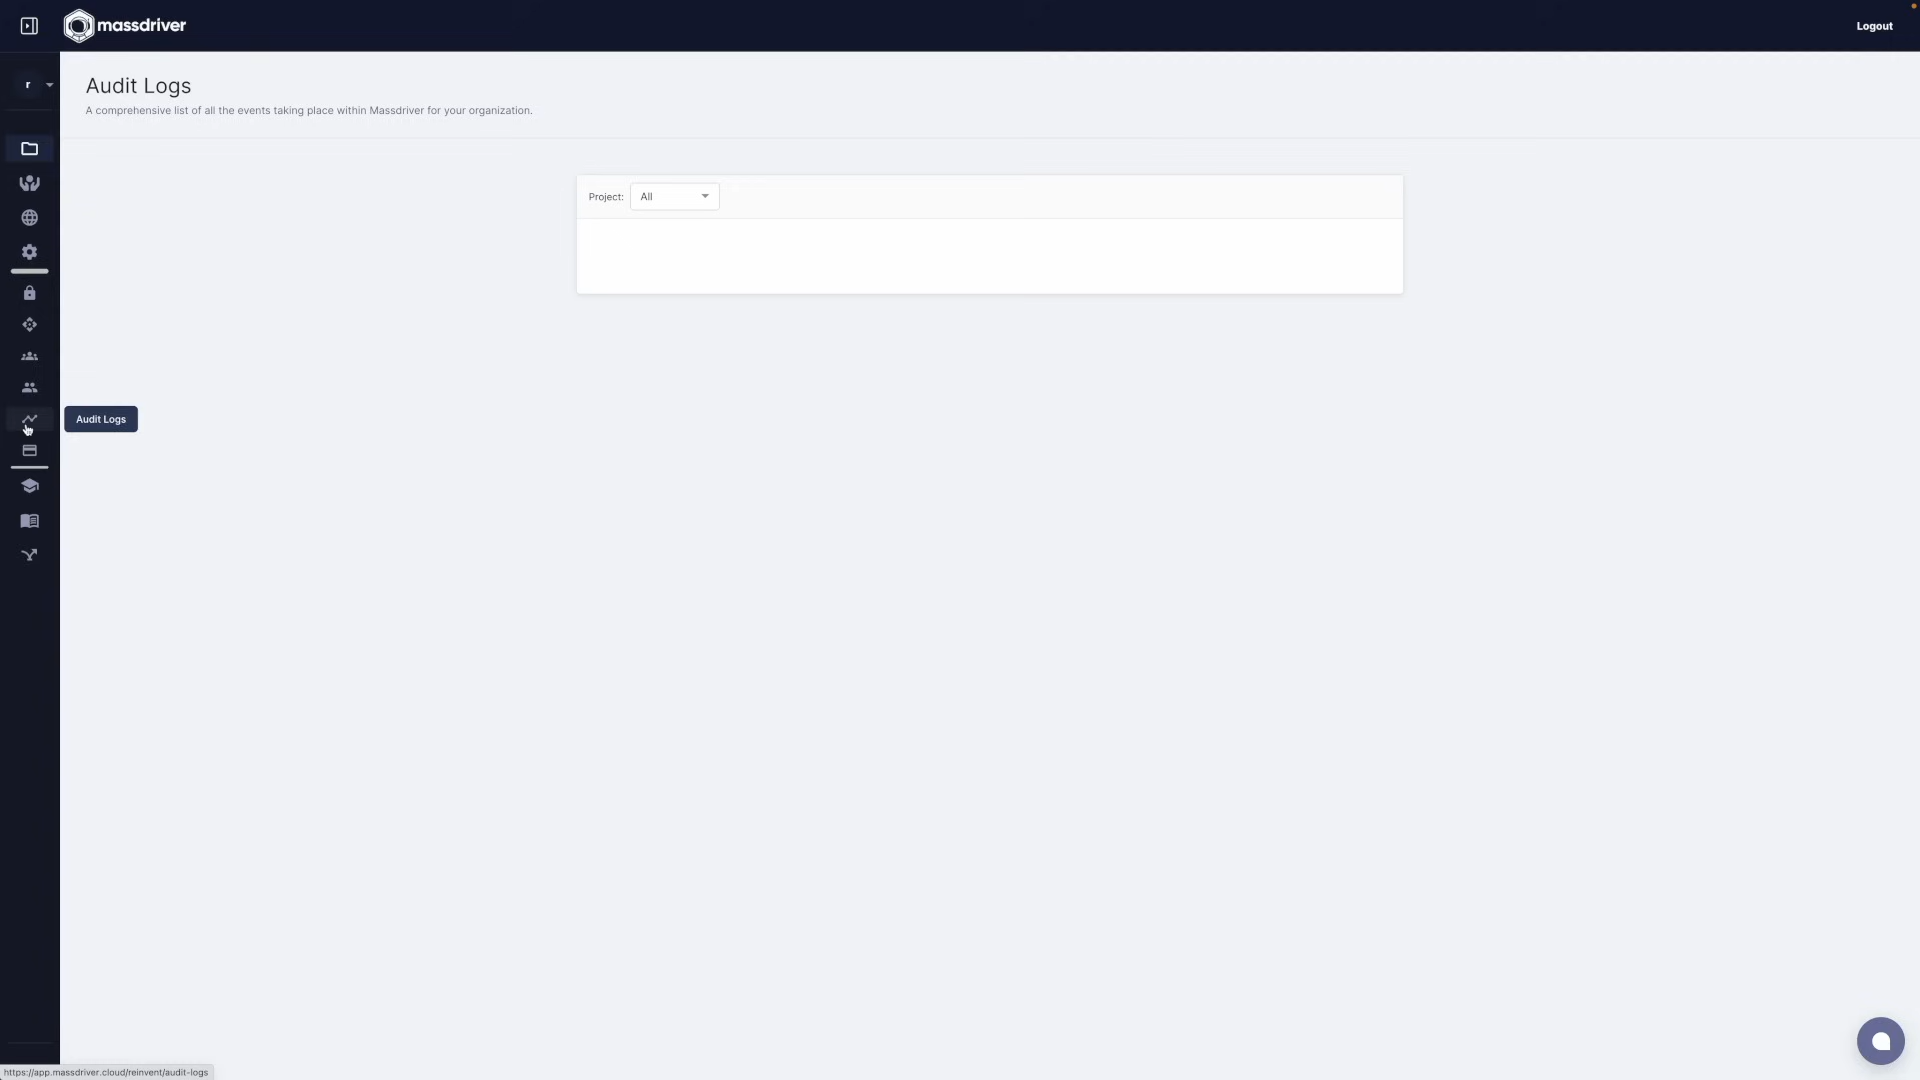 massdriver
Logout
r
Audit Logs
A comprehensive list of all the events taking place within Massdriver for your organization.
Project: All
Audit Logs
https://app.massdriver.cloud/reinvent/audit-logs